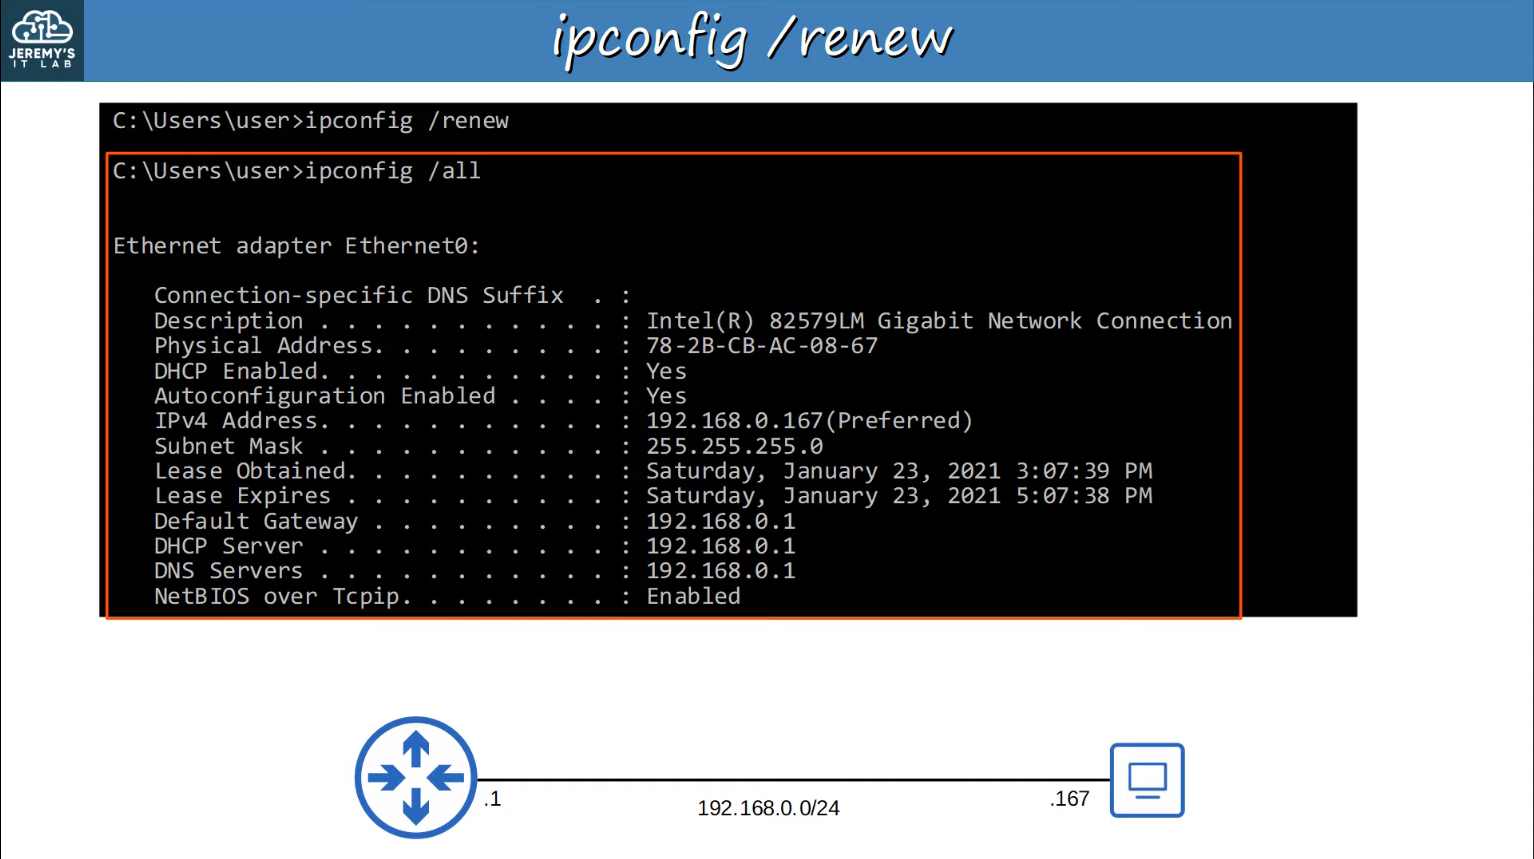 JEREMY'S
IT LAB
ipconfig /renew
C:\Users\user>ipconfig /renew
C:\Users\user>ipconfig /all
Ethernet adapter Ethernet0:
Connection-specific DNS Suffix  . :
Description . . . . . . . . . . . : Intel(R) 82579LM Gigabit Network Connection
Physical Address. . . . . . . . . : 78-2B-CB-AC-08-67
DHCP Enabled. . . . . . . . . . . : Yes
Autoconfiguration Enabled . . . . : Yes
IPv4 Address. . . . . . . . . . . : 192.168.0.167(Preferred)
Subnet Mask . . . . . . . . . . . : 255.255.255.0
Lease Obtained. . . . . . . . . . : Saturday, January 23, 2021 3:07:39 PM
Lease Expires . . . . . . . . . . : Saturday, January 23, 2021 5:07:38 PM
Default Gateway . . . . . . . . . : 192.168.0.1
DHCP Server . . . . . . . . . . . : 192.168.0.1
DNS Servers . . . . . . . . . . . : 192.168.0.1
NetBIOS over Tcpip. . . . . . . . : Enabled
.1
192.168.0.0/24
.167